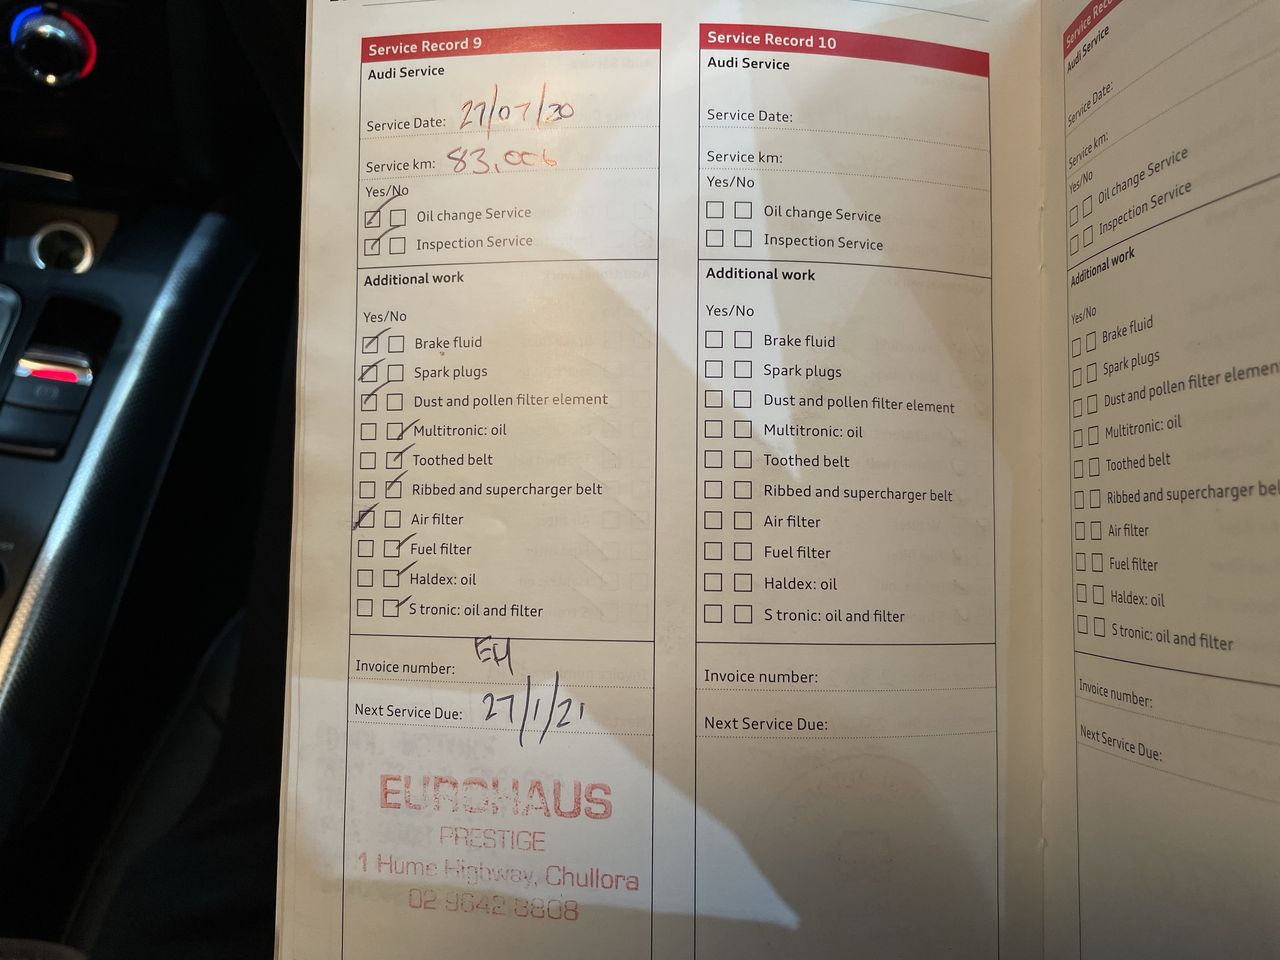 Service Record 9
Audi Service
Service Date: 27/07/20
Service km: 83,006
Yes/No
Oil change Service
Inspection Service
Additional work
Yes/No
Brake fluid
Spark plugs
Dust and pollen filter element
Multitronic: oil
Toothed belt
Ribbed and supercharger belt
Air filter
Fuel filter
Haldex: oil
S tronic: oil and filter
Invoice number: EH
Next Service Due: 27/1/21
EUROHAUS
PRESTIGE
1 Hume Highway, Chullora
02 9642 8808
Service Record 10
Audi Service
Service Date:
Service km:
Yes/No
Oil change Service
Inspection Service
Additional work
Yes/No
Brake fluid
Spark plugs
Dust and pollen filter element
Multitronic: oil
Toothed belt
Ribbed and supercharger belt
Air filter
Fuel filter
Haldex: oil
S tronic: oil and filter
Invoice number:
Next Service Due:
Service
Audi Service
Service Date:
Service km:
Yes/No
Oil change Service
Inspection Service
Additional work
Yes/No
Brake fluid
Spark plugs
Dust and pollen filter element
Multitronic: oil
Toothed belt
Ribbed and supercharger
Air filter
Fuel filter
Haldex: oil
S tronic: oil and filter
Invoice number:
Next Service Due: